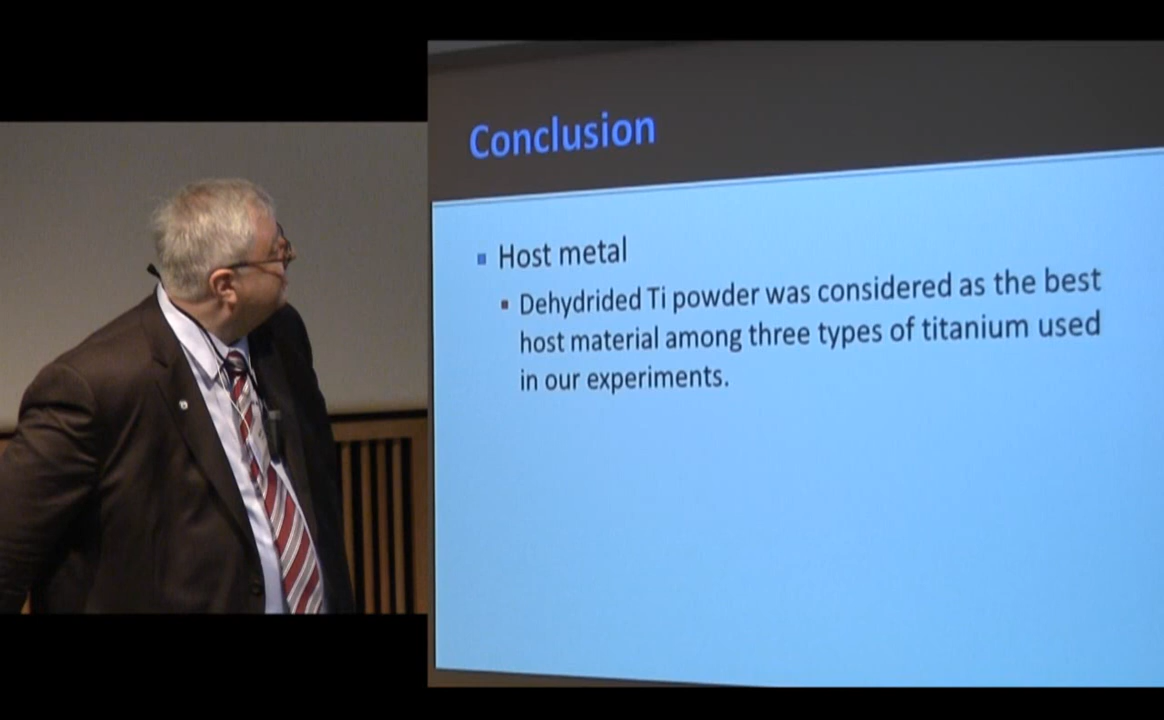 Conclusion
Host metal
Dehydrided Ti powder was considered as the best
host material among three types of titanium used
in our experiments.